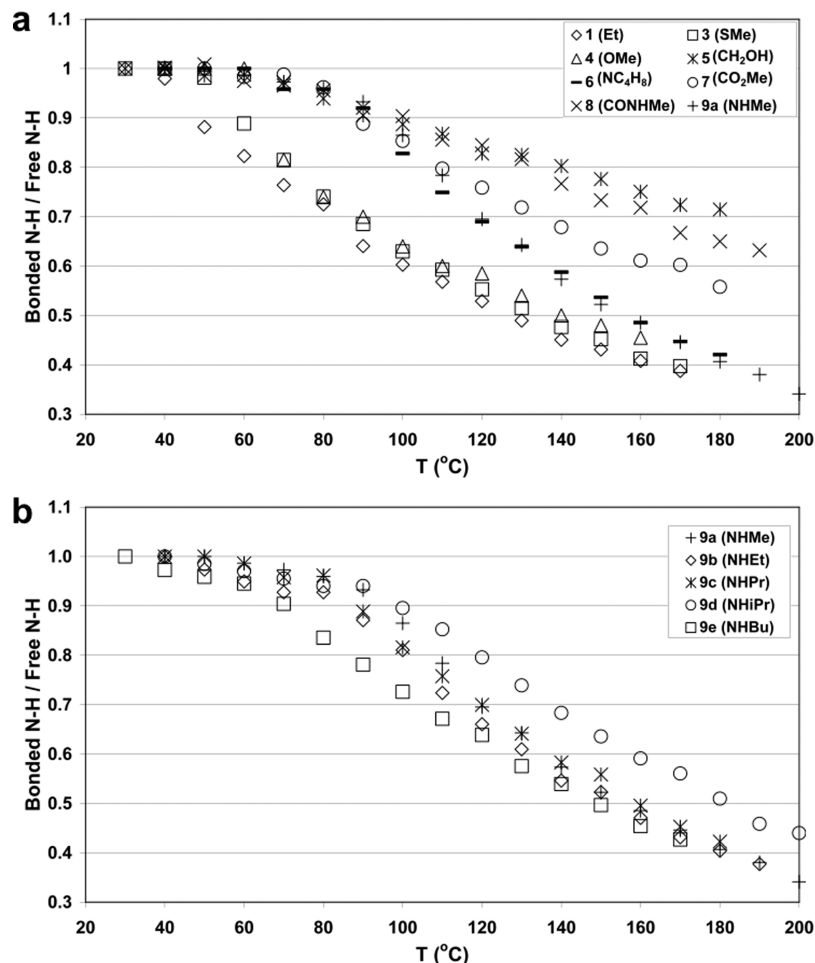 a
1.1
1
0.9
0.8
0.7
0.6
0.5
0.4
0.3
Bonded N-H / Free N-H
1 (Et)
3 (SMe)
4 (OMe)
5 (CH₂OH)
6 (NC₄H₈)
7 (CO₂Me)
8 (CONHMe)
9a (NHMe)
20 40 60 80 100 120 140 160 180 200
T (°C)
b
1.1
1.0
0.9
0.8
0.7
0.6
0.5
0.4
0.3
Bonded N-H / Free N-H
9a (NHMe)
9b (NHEt)
9c (NHPr)
9d (NHiPr)
9e (NHBu)
20 40 60 80 100 120 140 160 180 200
T (°C)